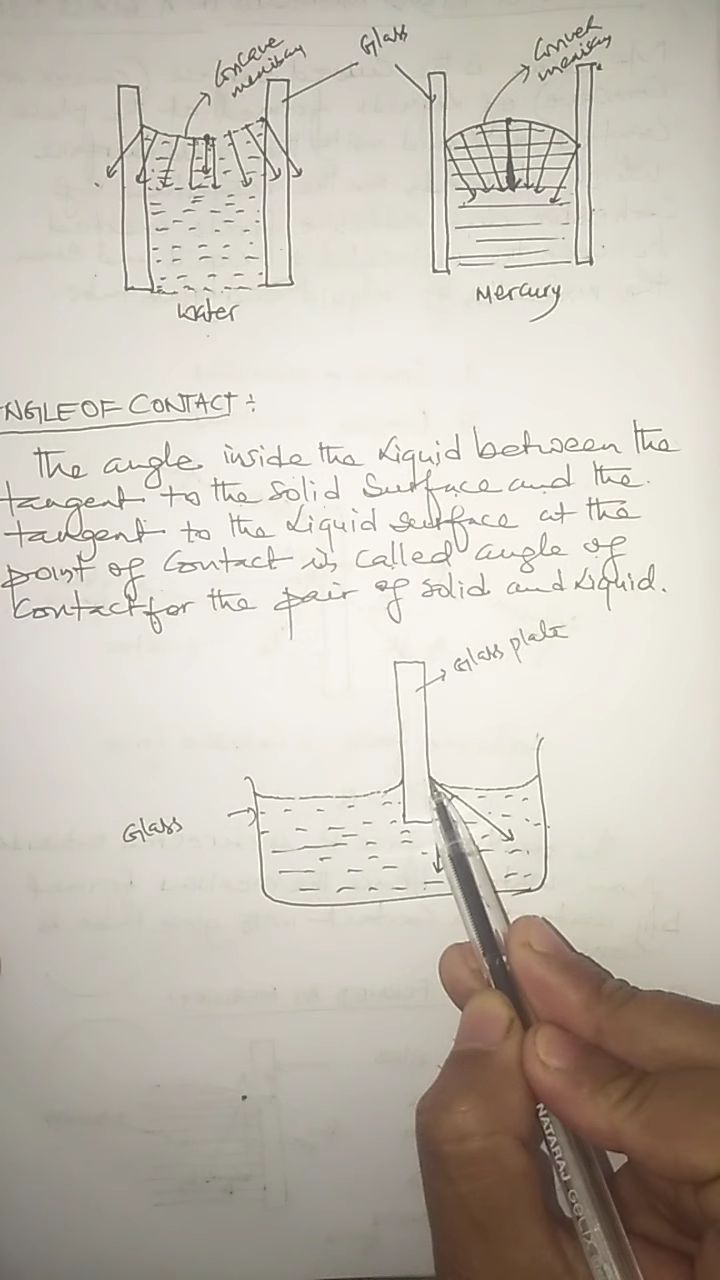 Concave
meniscus
Glass
Convex
meniscus
Water
Mercury
NGLE OF CONTACT :
The angle inside the Liquid between the
tangent to the solid Surface and the
tangent to the Liquid surface at the
point of Contact is called angle of
Contact for the pair of solid and Liquid.
Glass plate
Glass
NATARAJ GELIX